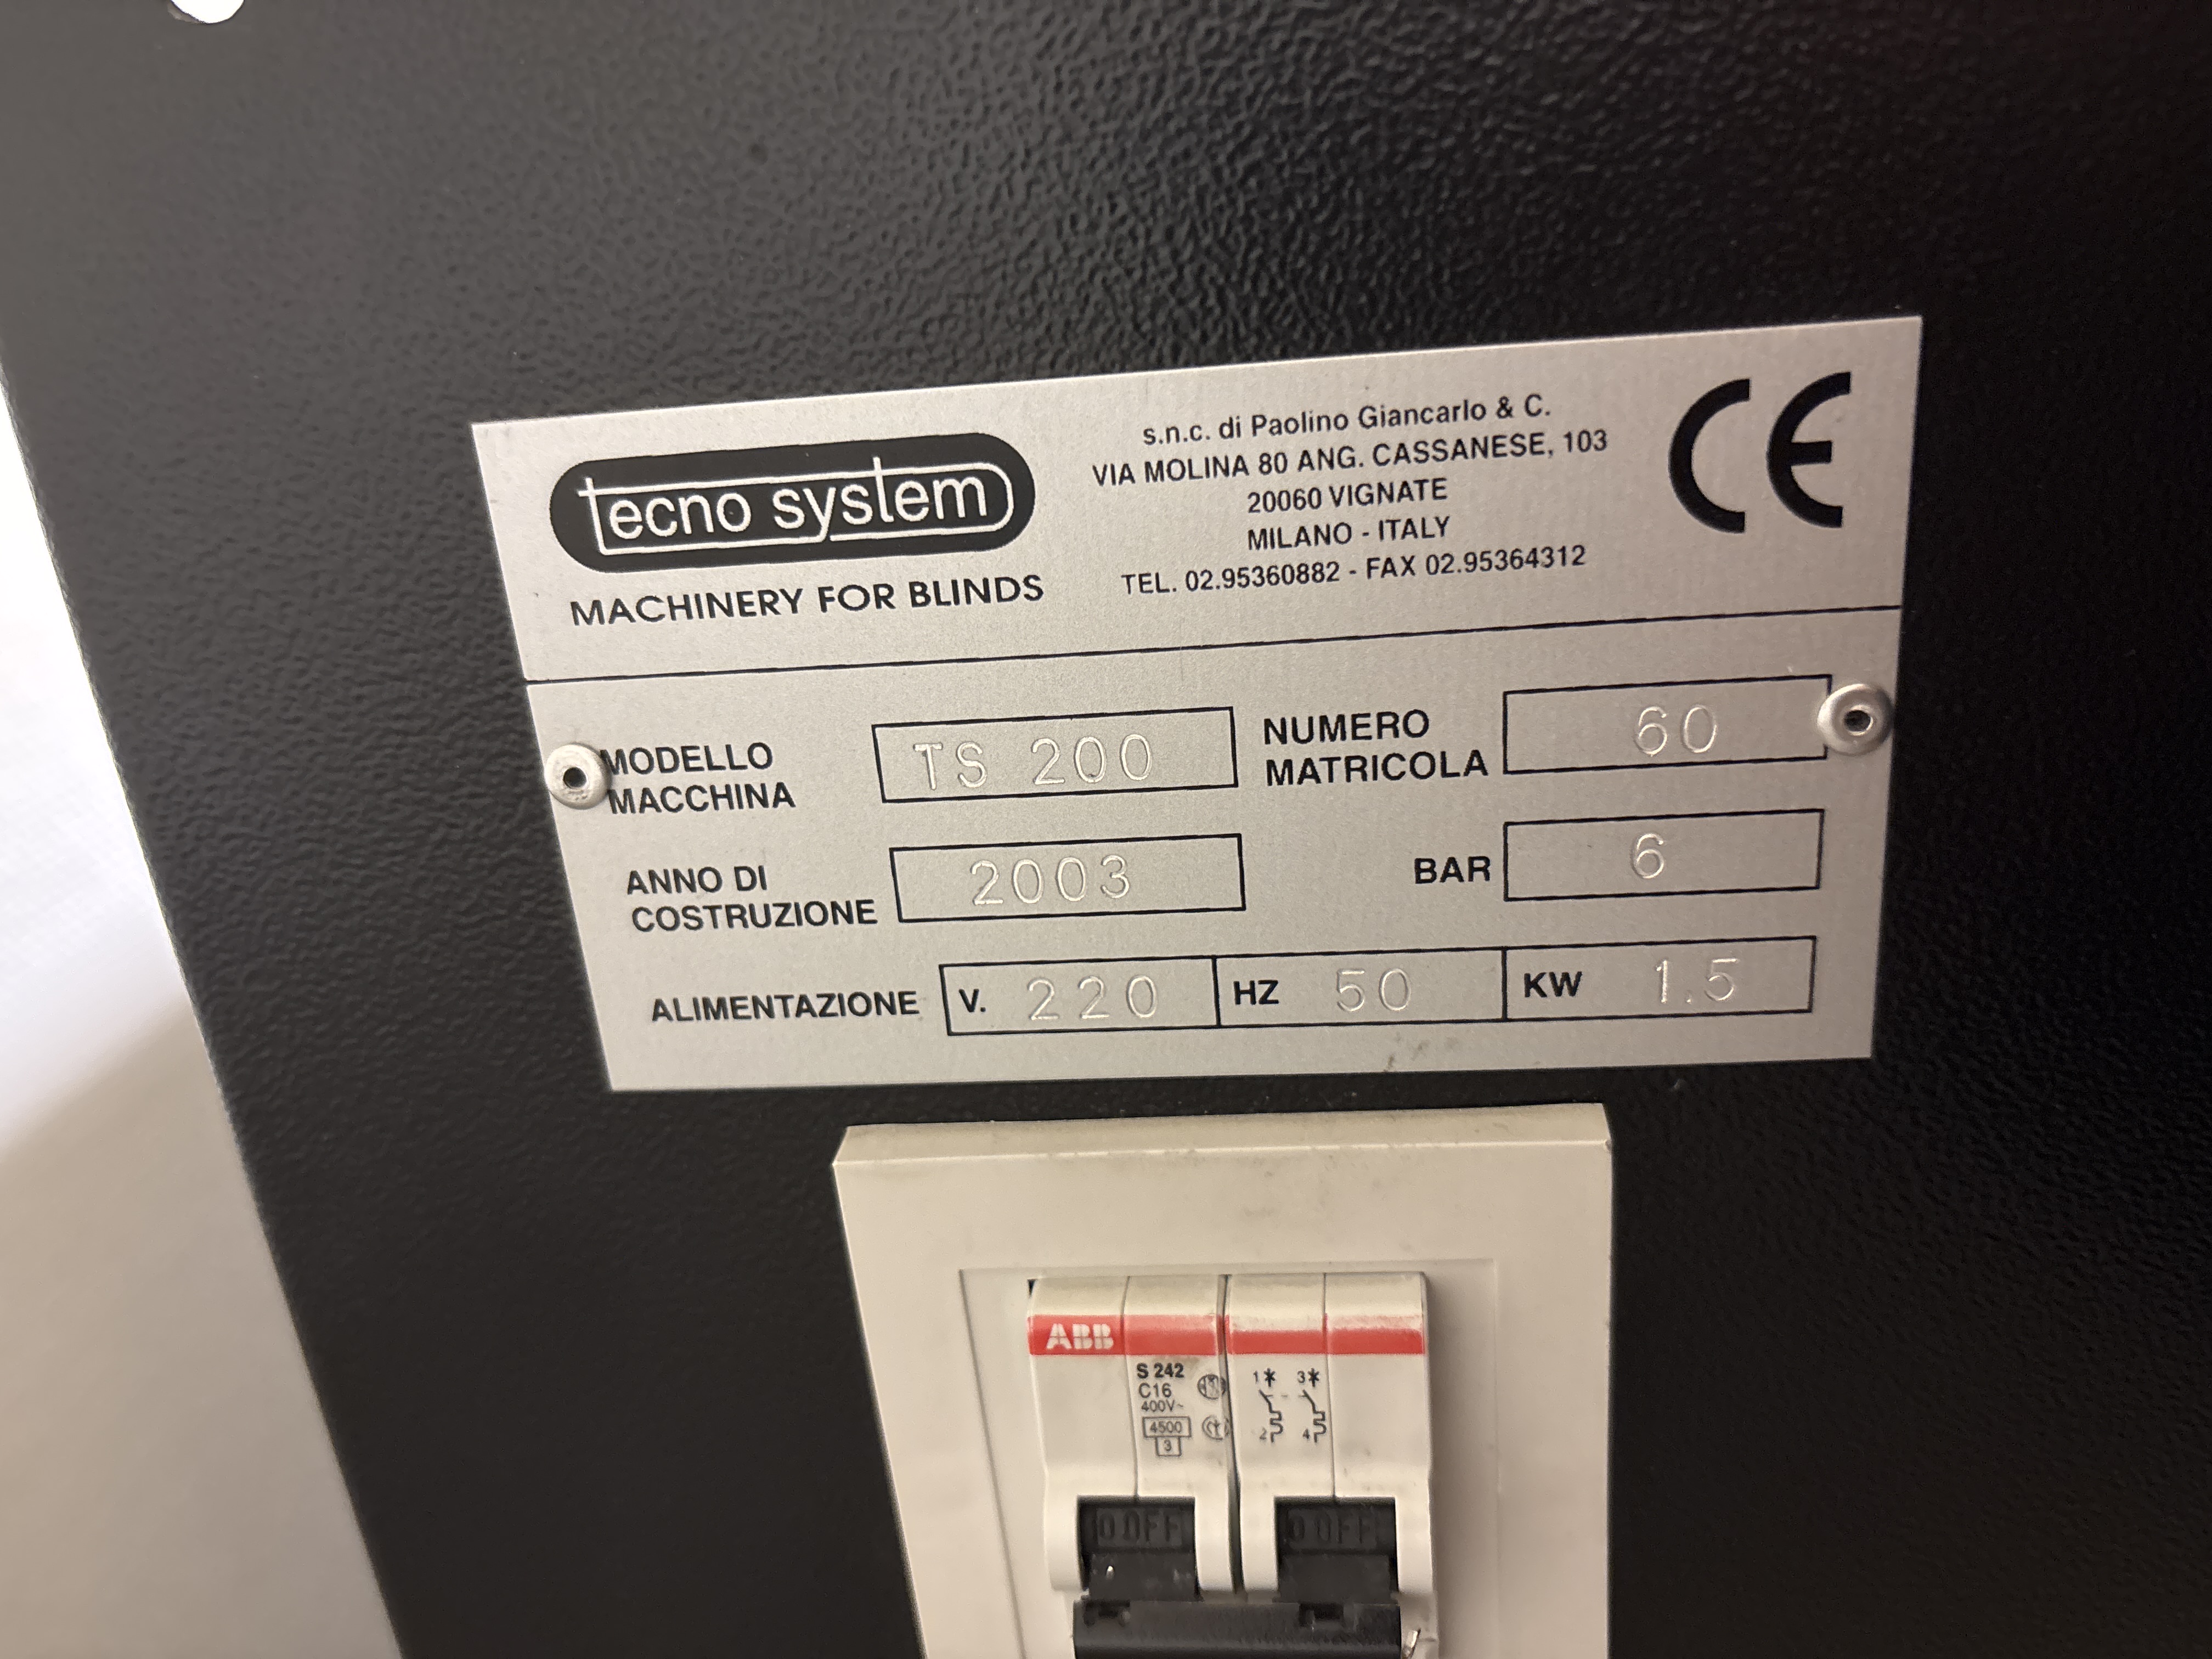 tecno system
MACHINERY FOR BLINDS
s.n.c. di Paolino Giancarlo & C.
VIA MOLINA 80 ANG. CASSANESE, 103
20060 VIGNATE
MILANO - ITALY
TEL. 02.95360882 - FAX 02.95364312
CE
MODELLO MACCHINA
TS 200
NUMERO MATRICOLA
60
ANNO DI COSTRUZIONE
2003
BAR
6
ALIMENTAZIONE
V. 220
HZ 50
KW 1.5
ABB
S 242
C16
400V~
4500
3
1 3
2 4
0 OFF
0 OFF